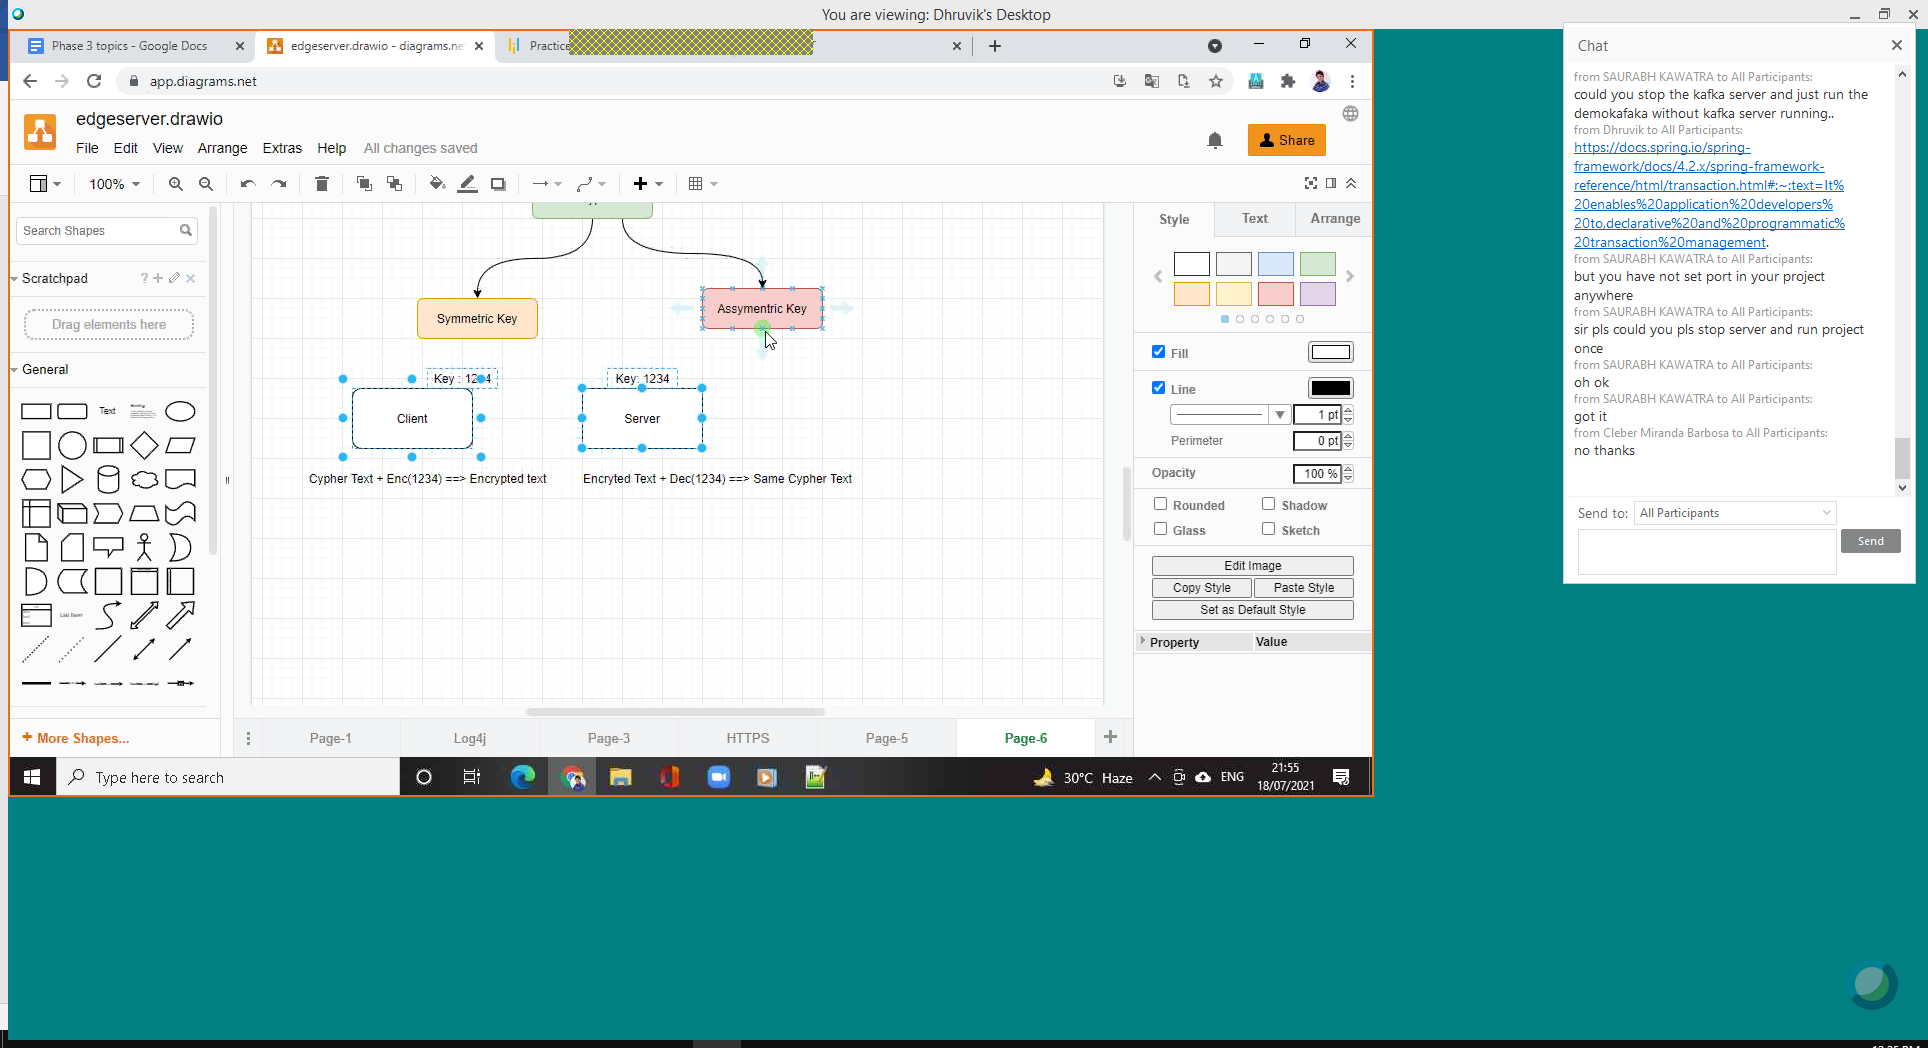 You are viewing: Dhruvik's Desktop
Phase 3 topics - Google Docs
edgeserver.drawio - diagrams.ne
Practice
app.diagrams.net
edgeserver.drawio
File Edit View Arrange Extras Help All changes saved
Share
100%
Search Shapes
Scratchpad
?
Drag elements here
General
Text
Heading
List Item
+ More Shapes...
Symmetric Key
Assymentric Key
Key : 1234
Key: 1234
Client
Server
Cypher Text + Enc(1234) ==> Encrypted text
Encryted Text + Dec(1234) ==> Same Cypher Text
Style Text Arrange
Fill
Line
1 pt
Perimeter
0 pt
Opacity
100 %
Rounded
Shadow
Glass
Sketch
Edit Image
Copy Style
Paste Style
Set as Default Style
Property Value
Page-1
Log4j
Page-3
HTTPS
Page-5
Page-6
Type here to search
30°C Haze
ENG
21:55
18/07/2021
Chat
from SAURABH KAWATRA to All Participants:
could you stop the kafka server and just run the
demokafaka without kafka server running..
from Dhruvik to All Participants:
https://docs.spring.io/spring-
framework/docs/4.2.x/spring-framework-
reference/html/transaction.html#:~:text=It%
20enables%20application%20developers%
20to,declarative%20and%20programmatic%
20transaction%20management.
from SAURABH KAWATRA to All Participants:
but you have not set port in your project
anywhere
from SAURABH KAWATRA to All Participants:
sir pls could you pls stop server and run project
once
from SAURABH KAWATRA to All Participants:
oh ok
from SAURABH KAWATRA to All Participants:
got it
from Cleber Miranda Barbosa to All Participants:
no thanks
Send to:
All Participants
Send